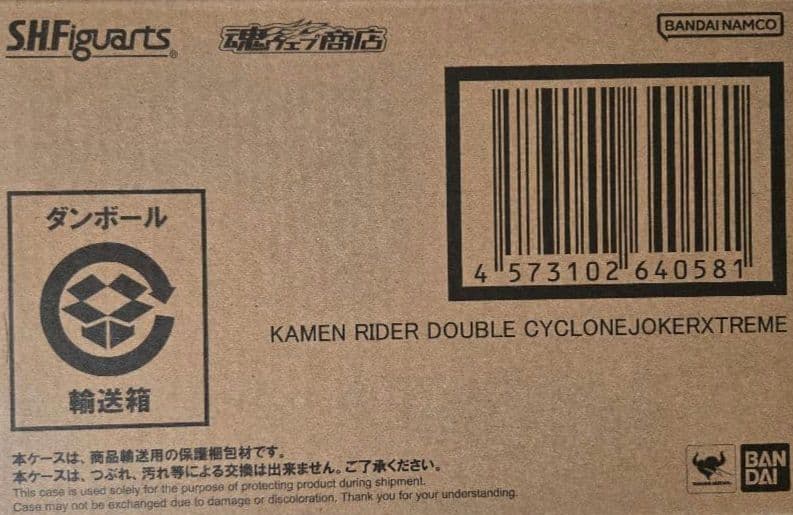 S.H.Figuarts®
魂ウェブ商店
BANDAI NAMCO
4 573102 640581
KAMEN RIDER DOUBLE CYCLONEJOKERXTREME
ダンボール
輸送箱
本ケースは、商品輸送用の保護梱包材です。
本ケースは、つぶれ、汚れ等による交換は出来ません。ご了承ください。
This case is used solely for the purpose of protecting product during shipment.
Case may not be exchanged due to damage or discoloration. Thank you for your understanding.
BAN
DAI